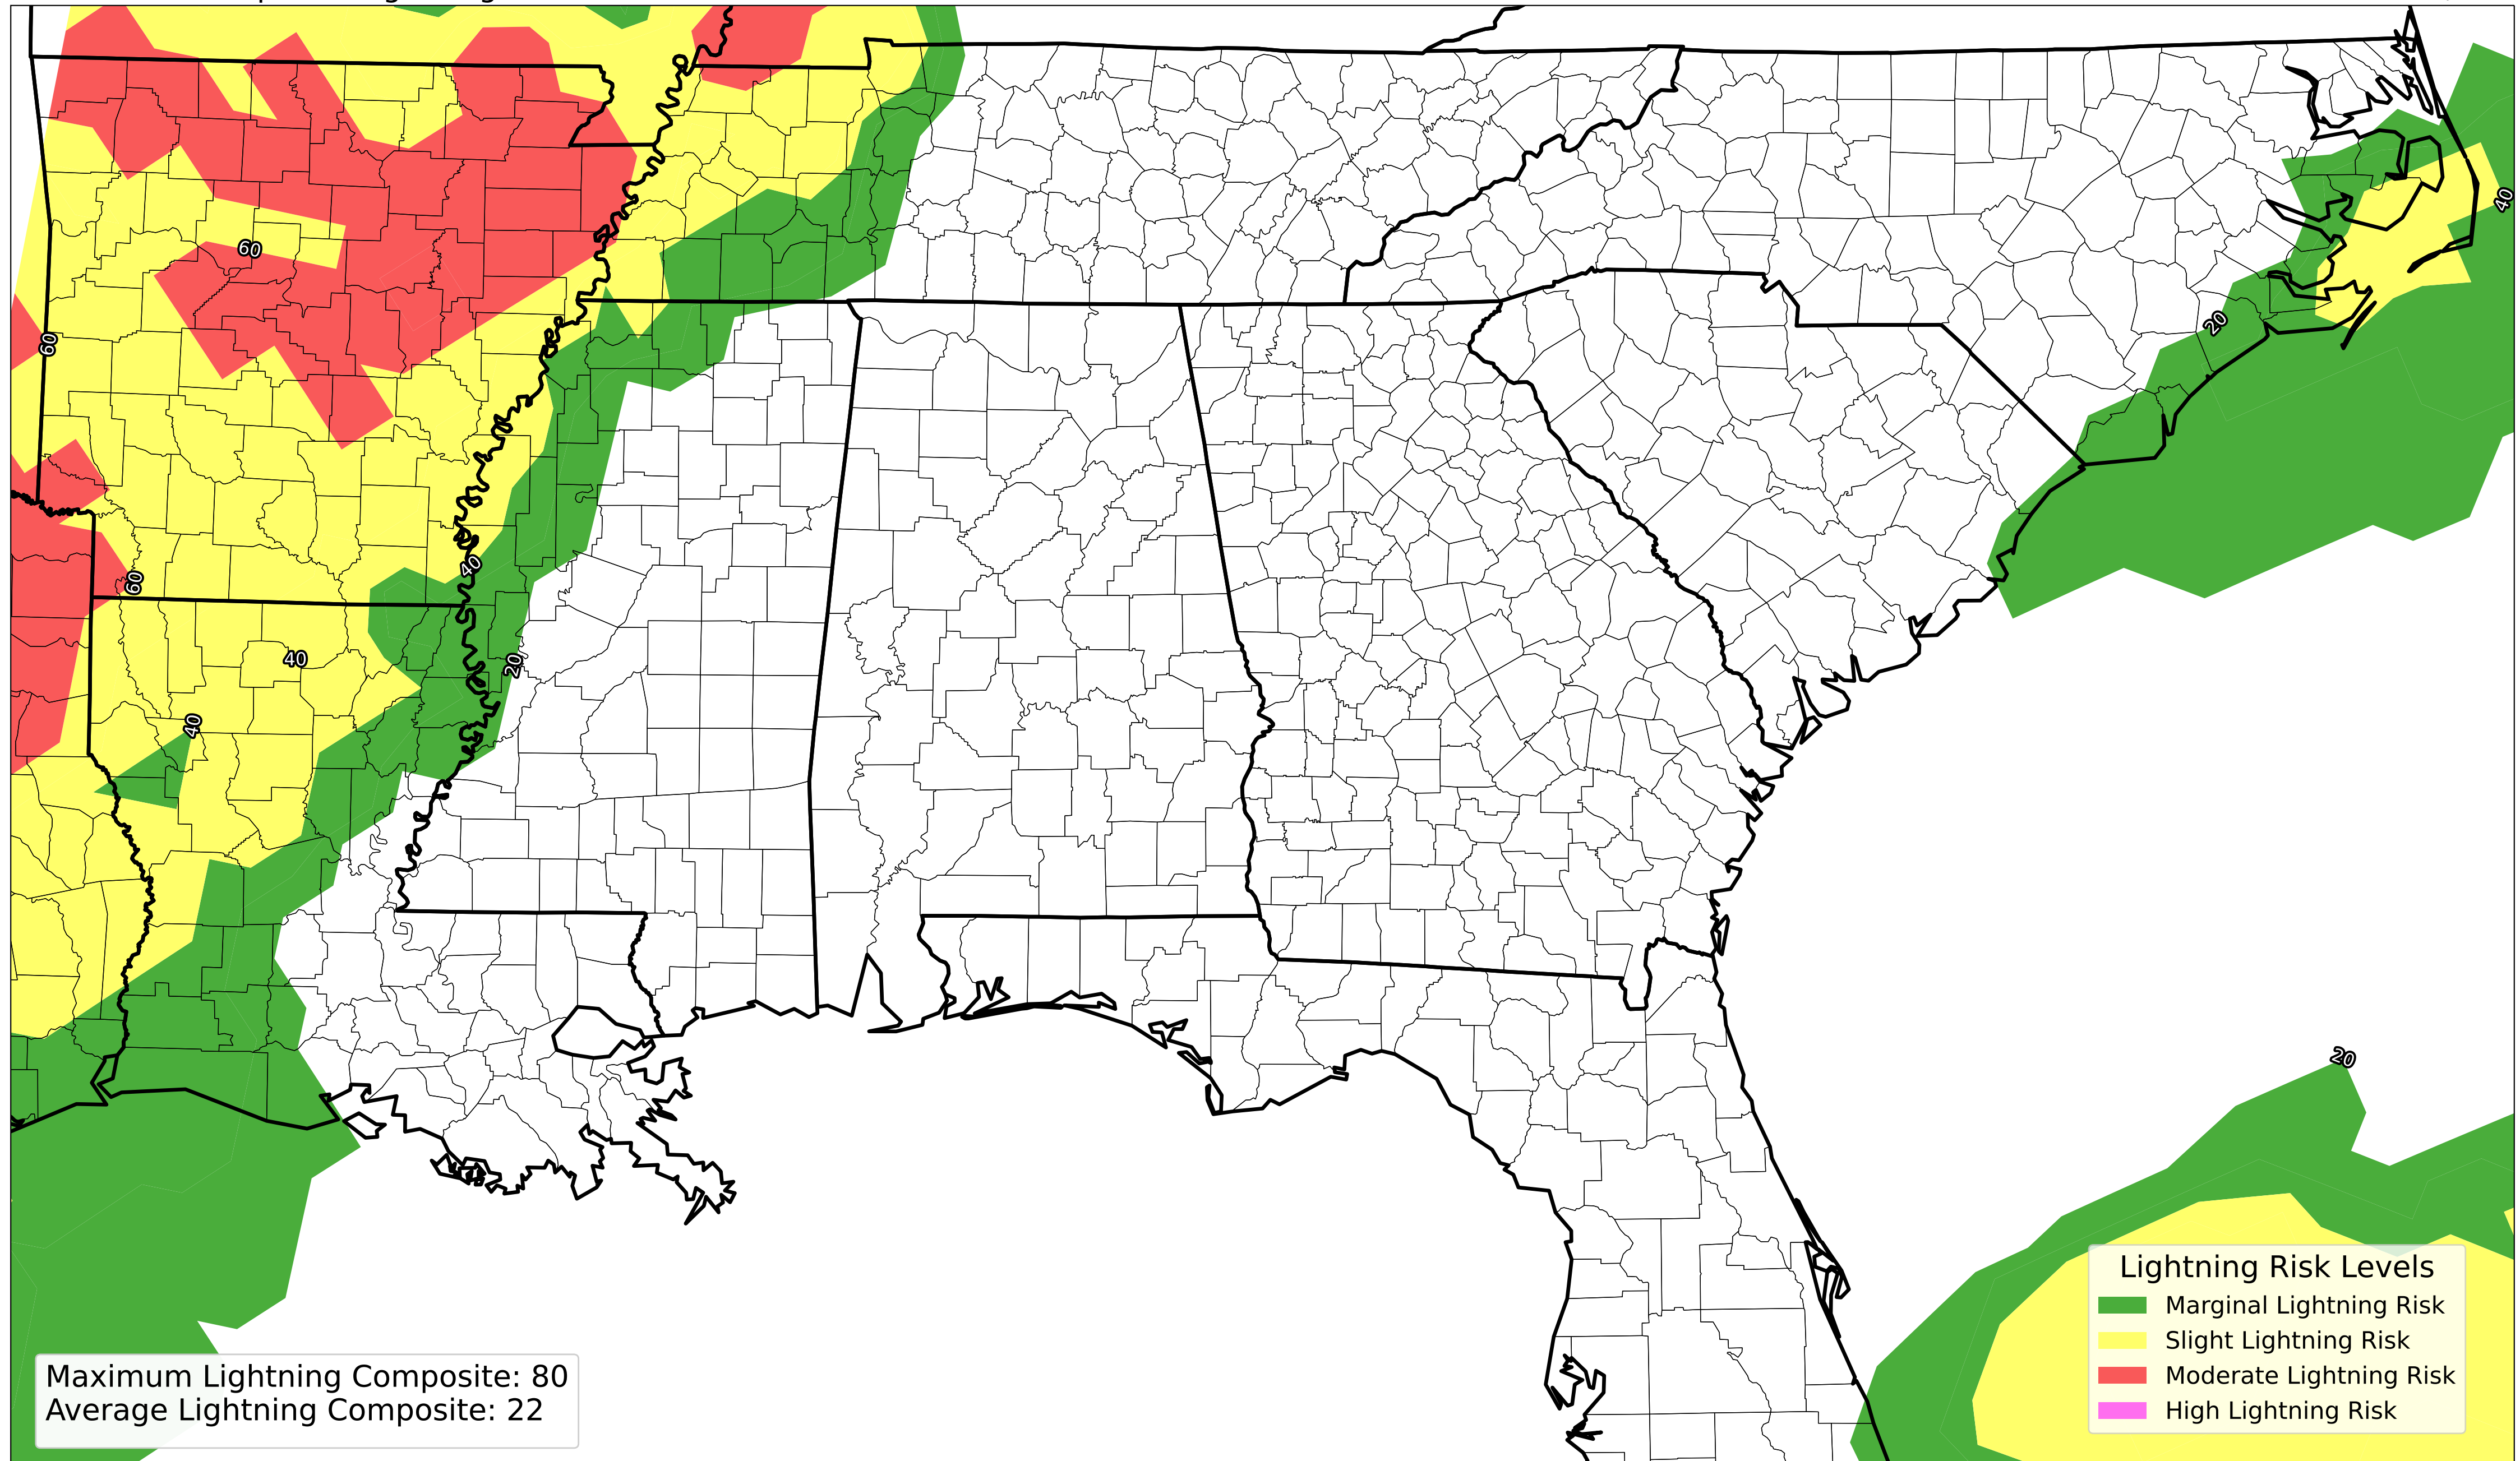 40
60
20
60
40
60
40
20
40
20
Lightning Risk Levels
Marginal Lightning Risk
Slight Lightning Risk
Moderate Lightning Risk
High Lightning Risk
Maximum Lightning Composite: 80
Average Lightning Composite: 22